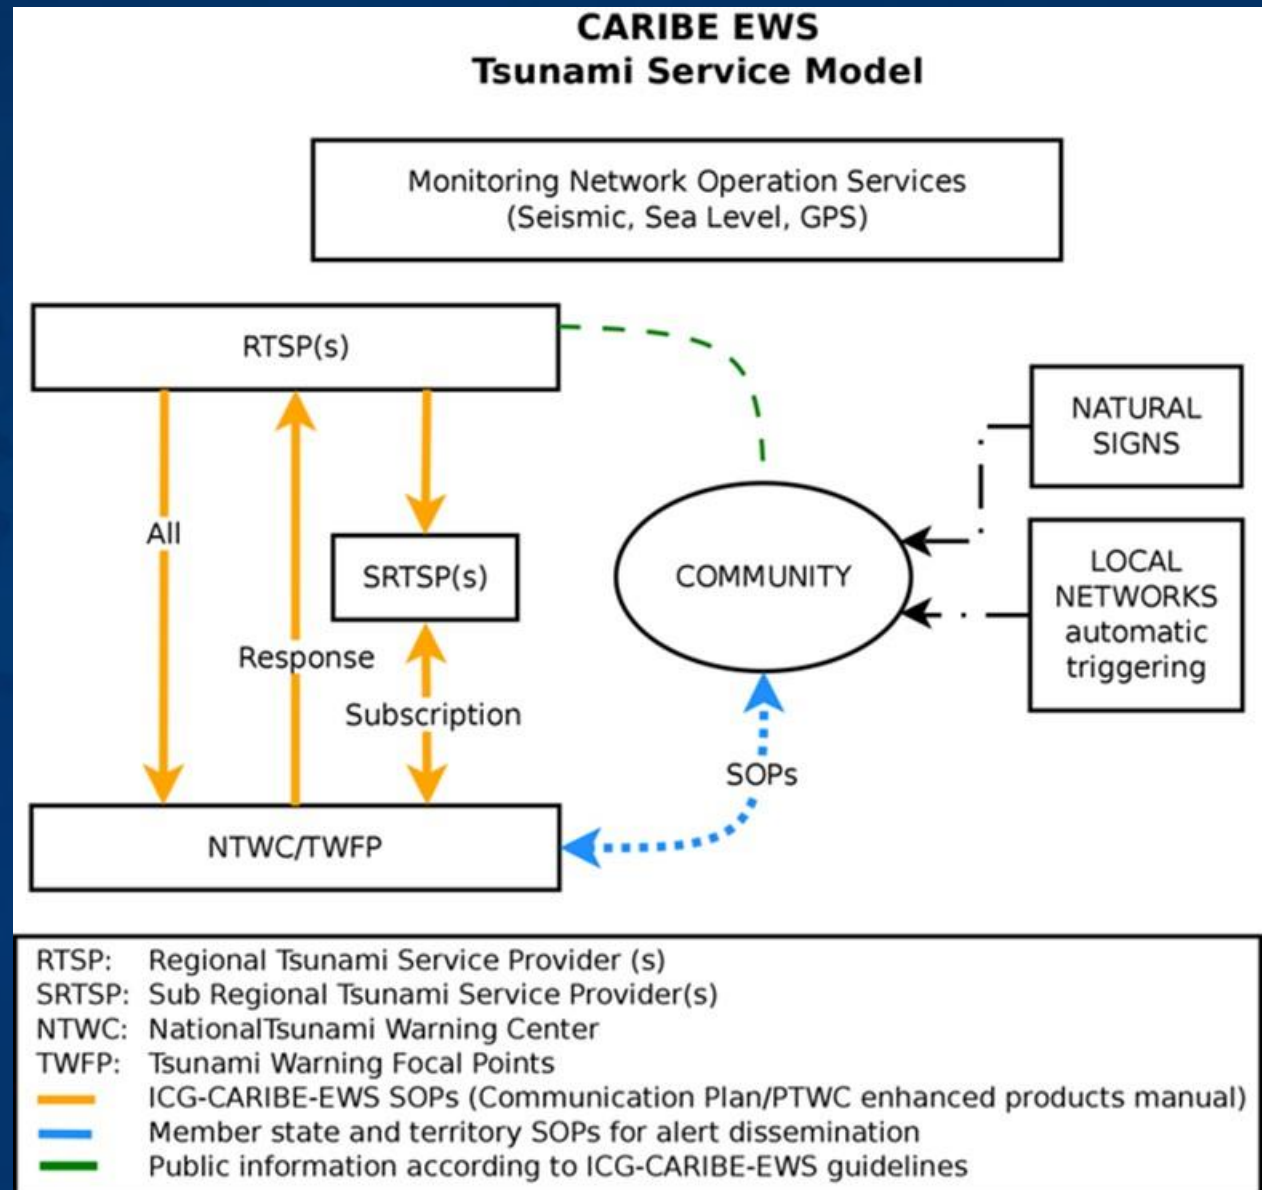 CARIBE EWS
Tsunami Service Model
Monitoring Network Operation Services
(Seismic, Sea Level, GPS)
RTSP(s)
NATURAL
SIGNS
All
SRTSP(s)
COMMUNITY
LOCAL
NETWORKS
automatic
triggering
Response
Subscription
SOPs
NTWC/TWFP
RTSP: Regional Tsunami Service Provider (s)
SRTSP: Sub Regional Tsunami Service Provider(s)
NTWC: NationalTsunami Warning Center
TWFP: Tsunami Warning Focal Points
ICG-CARIBE-EWS SOPs (Communication Plan/PTWC enhanced products manual)
Member state and territory SOPs for alert dissemination
Public information according to ICG-CARIBE-EWS guidelines